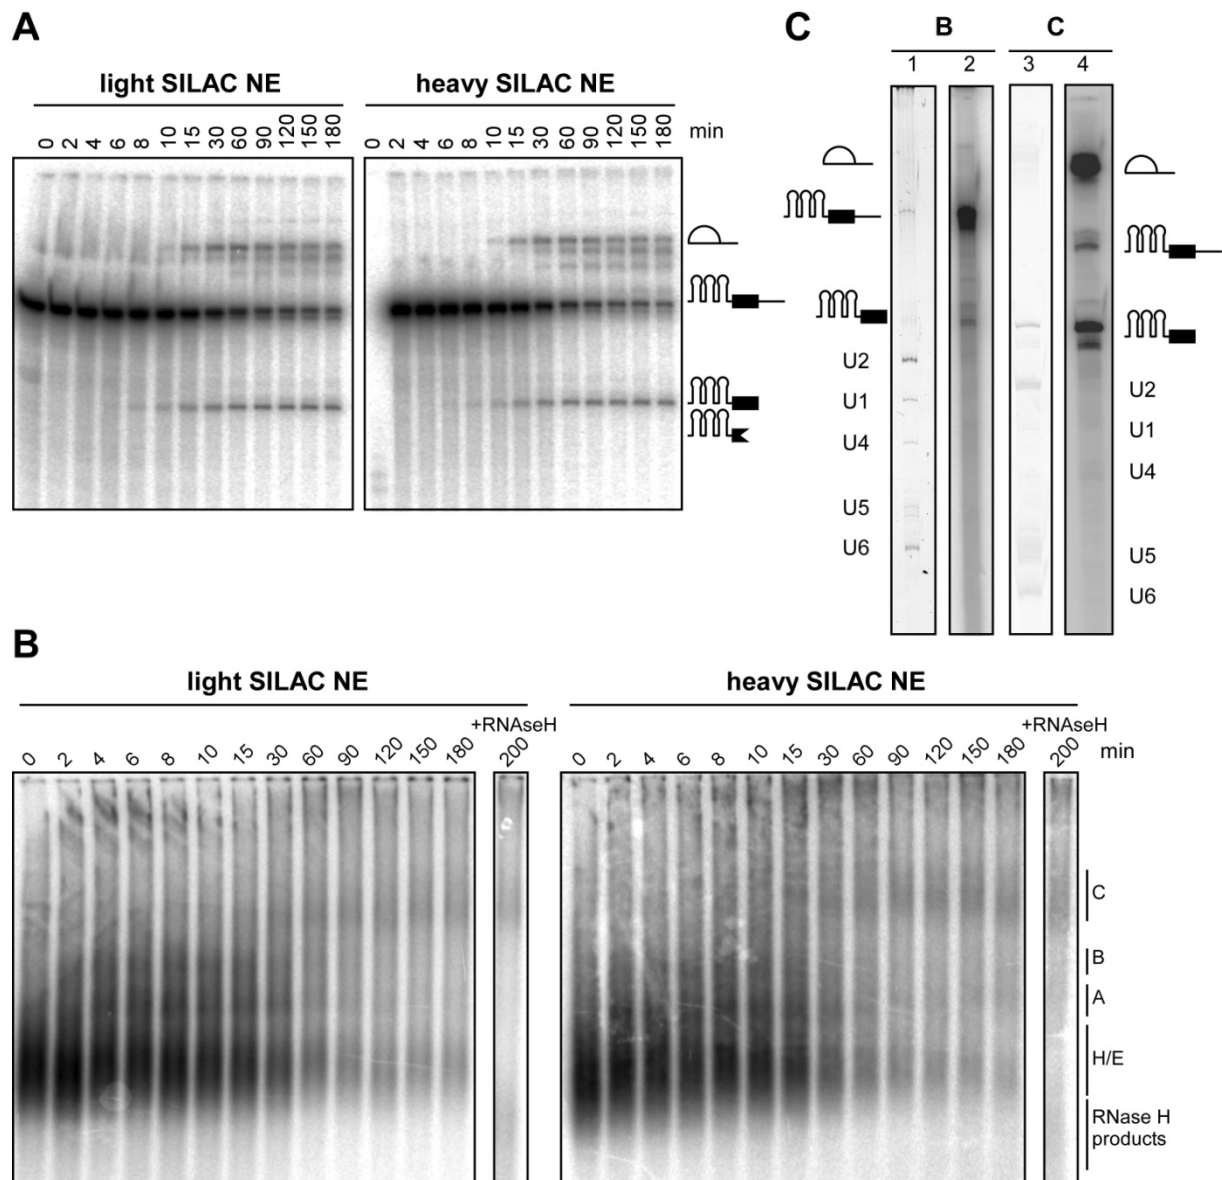 A
light SILAC NE
heavy SILAC NE
0 2 4 6 8 10 15 30 60 90 120 150 180
0 2 4 6 8 10 15 30 60 90 120 150 180
min
C
B C
1 2 3 4
U2
U1
U4
U5
U6
U2
U1
U4
U5
U6
B
light SILAC NE
heavy SILAC NE
+RNAseH
+RNAseH
0 2 4 6 8 10 15 30 60 90 120 150 180 200
0 2 4 6 8 10 15 30 60 90 120 150 180 200
min
C
B
A
H/E
RNase H
products